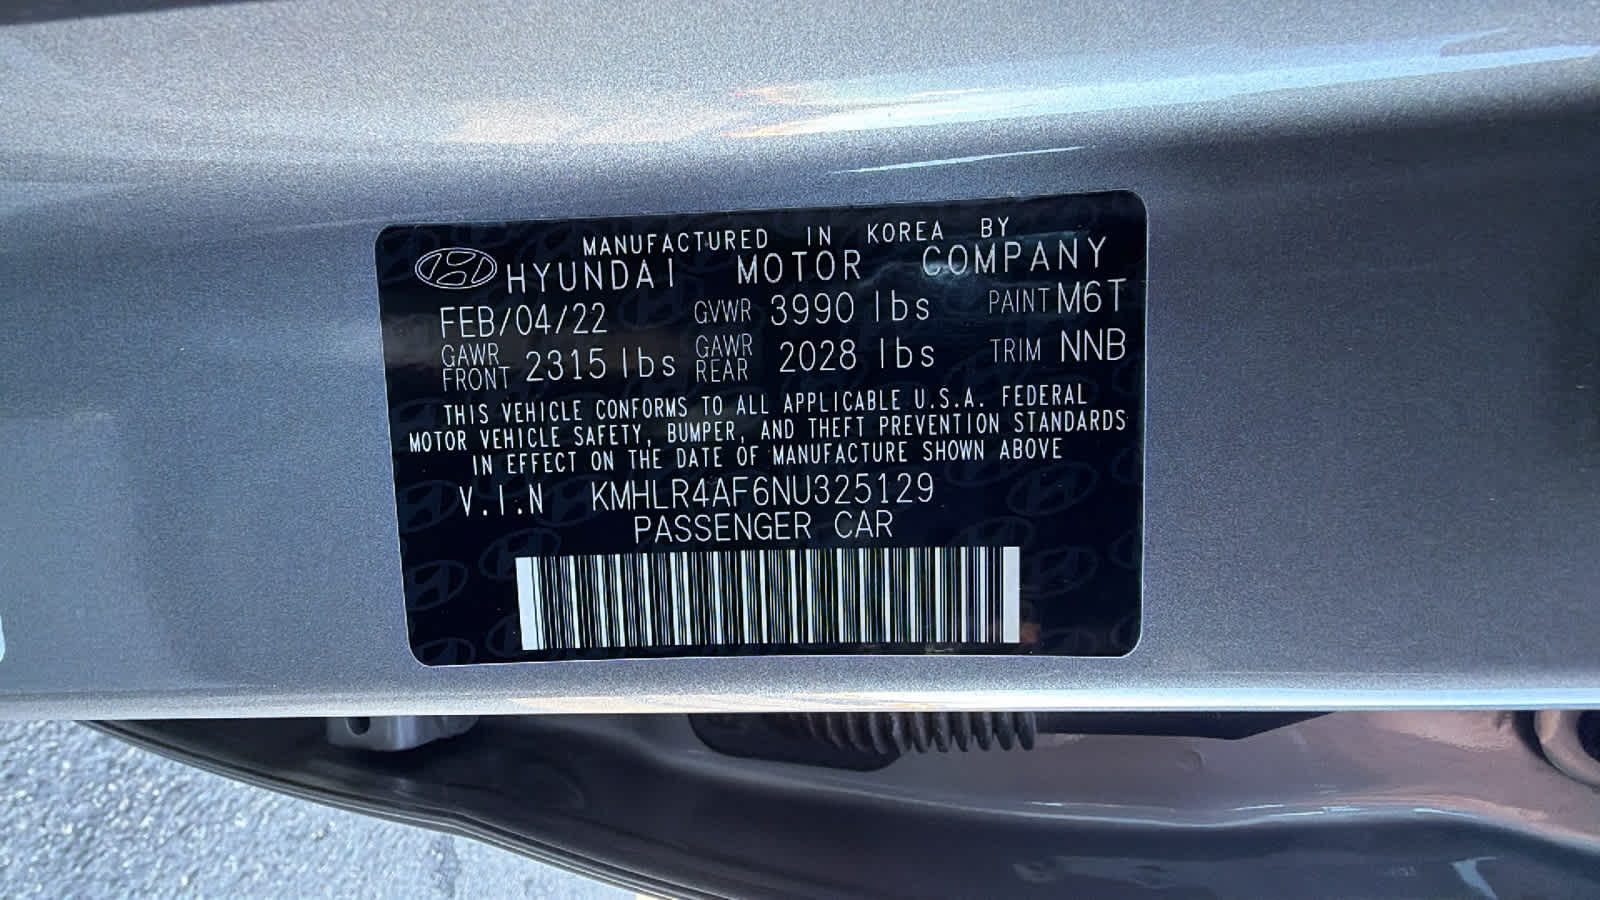 MANUFACTURED IN KOREA BY
HYUNDAI MOTOR COMPANY
FEB/04/22 GVWR 3990 lbs PAINT M6T
GAWR FRONT 2315 lbs GAWR REAR 2028 lbs TRIM NNB
THIS VEHICLE CONFORMS TO ALL APPLICABLE U.S.A. FEDERAL
MOTOR VEHICLE SAFETY, BUMPER, AND THEFT PREVENTION STANDARDS
IN EFFECT ON THE DATE OF MANUFACTURE SHOWN ABOVE
V.I.N KMHLR4AF6NU325129
PASSENGER CAR